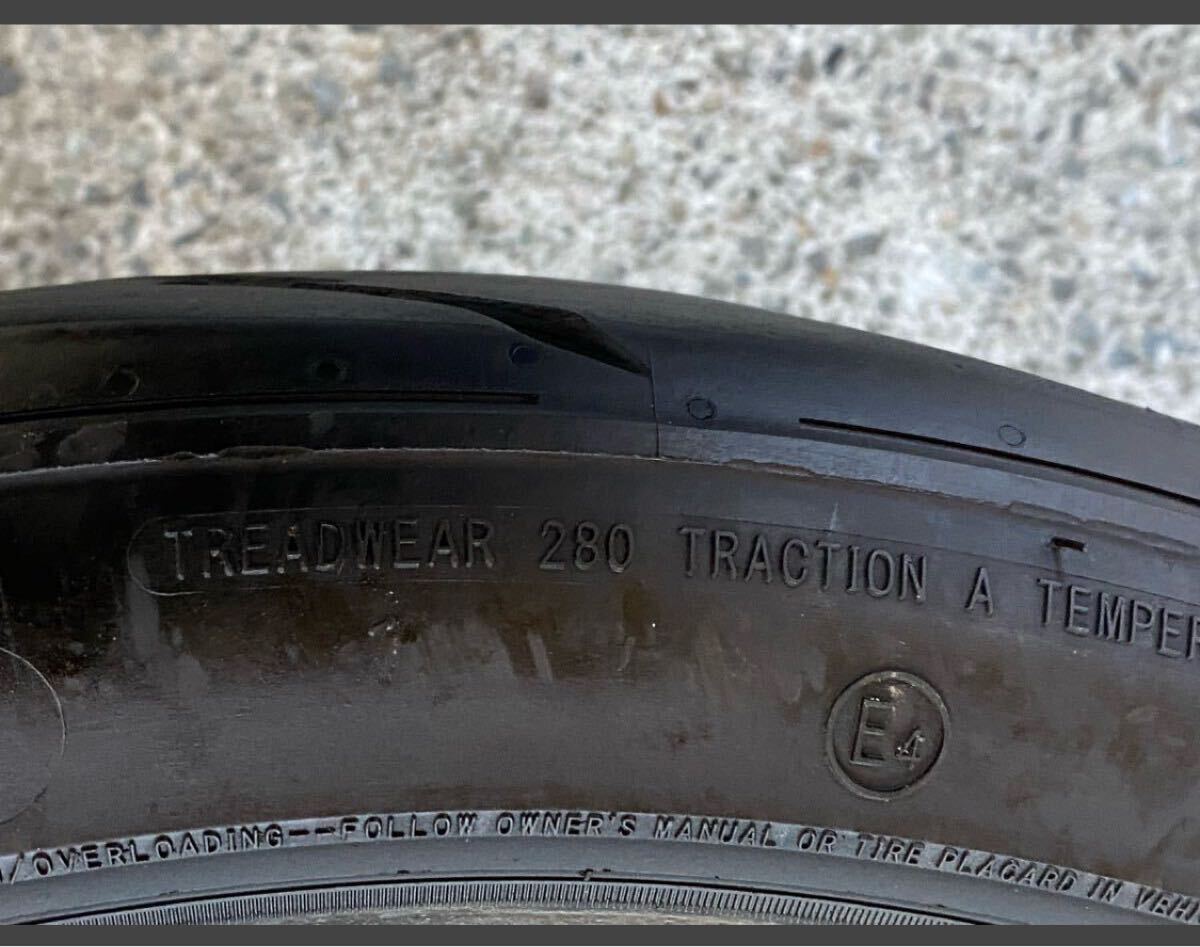 TREADWEAR 280 TRACTION A TEMPER
E4
/OVERLOADING--FOLLOW OWNER'S MANUAL OR TIRE PLACARD IN VEHI